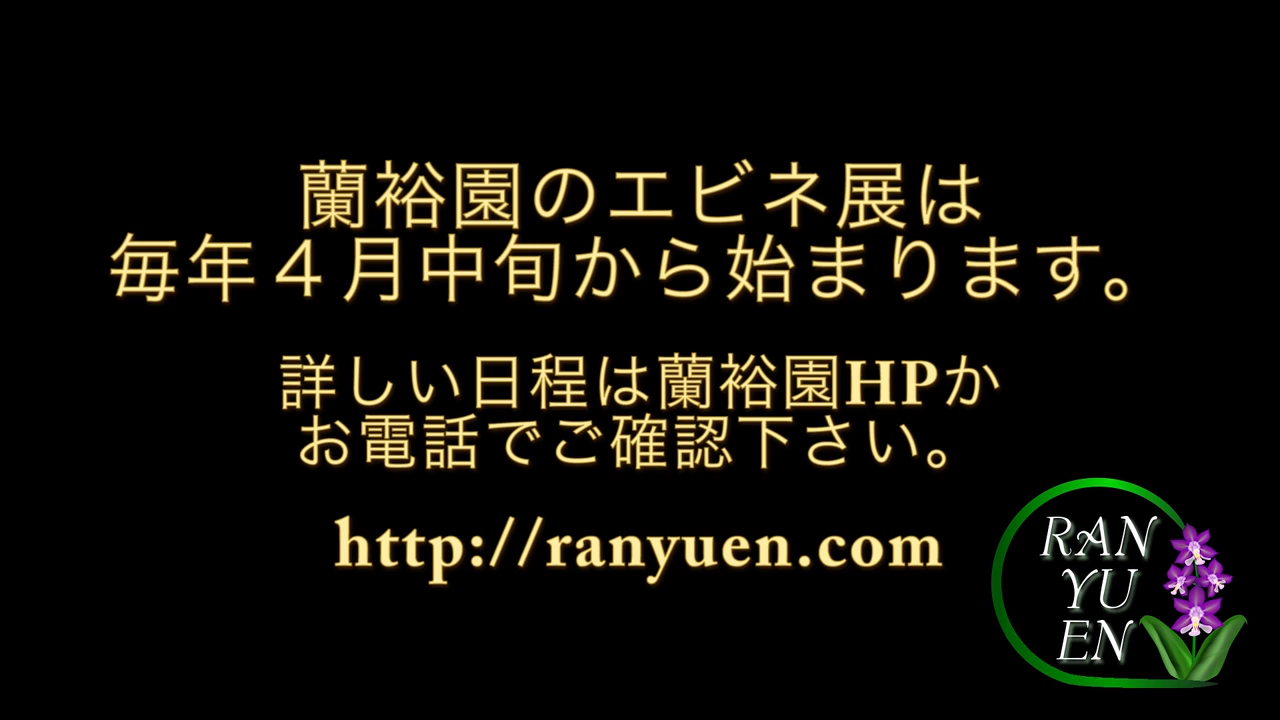 蘭裕園のエビネ展は
毎年４月中旬から始まります。
詳しい日程は蘭裕園HPか
お電話でご確認下さい。
http://ranyuen.com
RAN
YU
EN